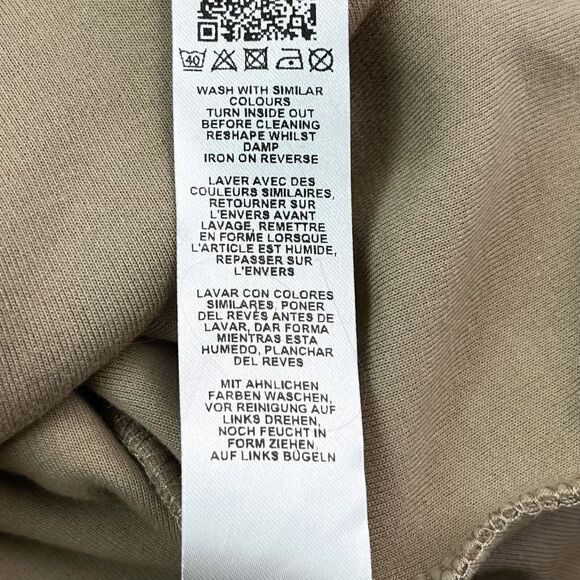 40
WASH WITH SIMILAR
COLOURS
TURN INSIDE OUT
BEFORE CLEANING
RESHAPE WHILST
DAMP
IRON ON REVERSE
LAVER AVEC DES
COULEURS SIMILAIRES,
RETOURNER SUR
L'ENVERS AVANT
LAVAGE, REMETTRE
EN FORME LORSQUE
L'ARTICLE EST HUMIDE,
REPASSER SUR
L'ENVERS
LAVAR CON COLORES
SIMILARES, PONER
DEL REVÉS ANTES DE
LAVAR, DAR FORMA
MIENTRAS ESTA
HUMEDO, PLANCHAR
DEL REVES
MIT AHNLICHEN
FARBEN WASCHEN,
VOR REINIGUNG AUF
LINKS DREHEN,
NOCH FEUCHT IN
FORM ZIEHEN,
AUF LINKS BÜGELN